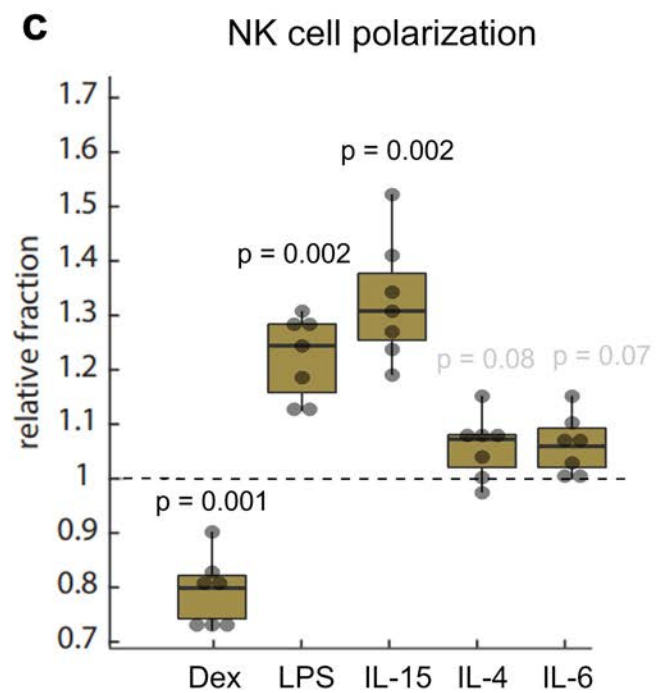 c
NK cell polarization
relative fraction
1.7
1.6
1.5
1.4
1.3
1.2
1.1
1
0.9
0.8
0.7
p = 0.001
p = 0.002
p = 0.002
p = 0.08
p = 0.07
Dex LPS IL-15 IL-4 IL-6